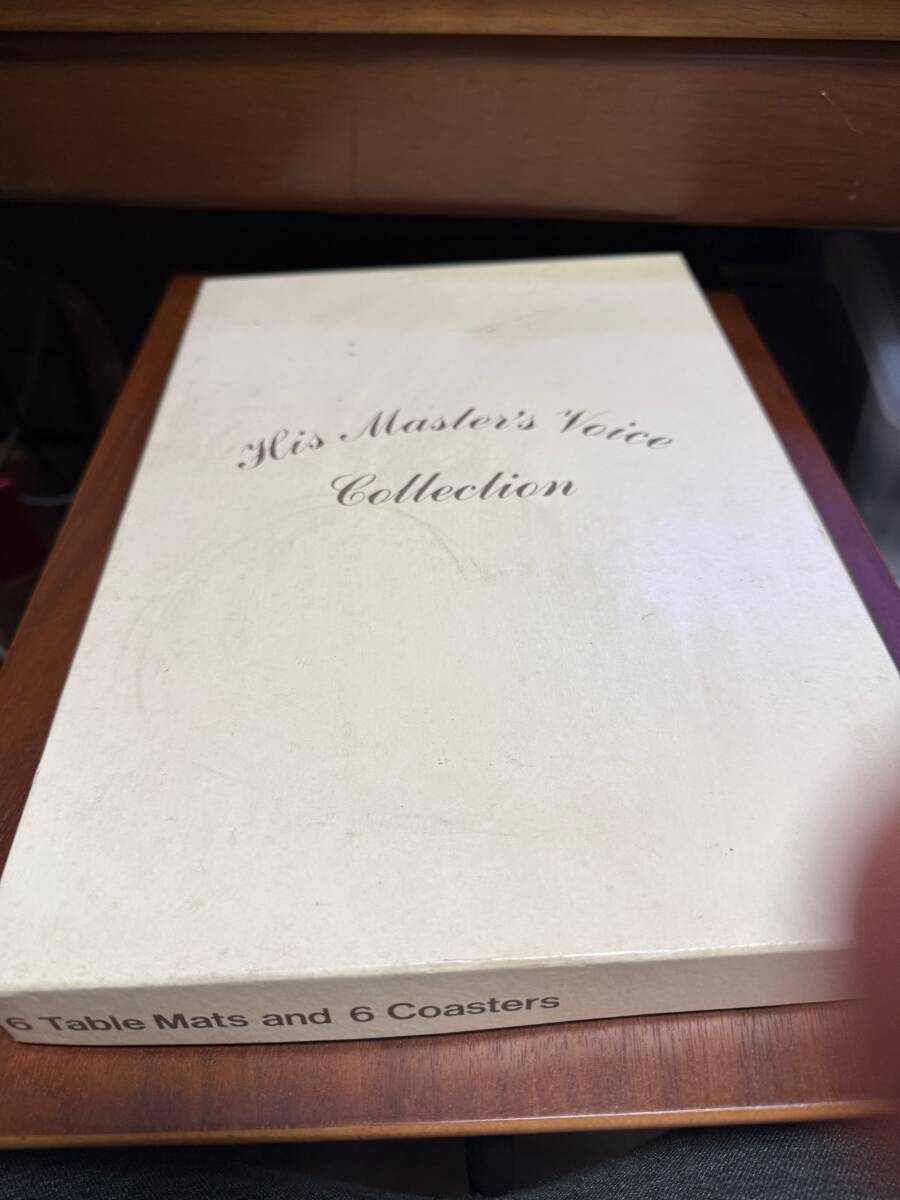 His Master's Voice
Collection
6 Table Mats and 6 Coasters